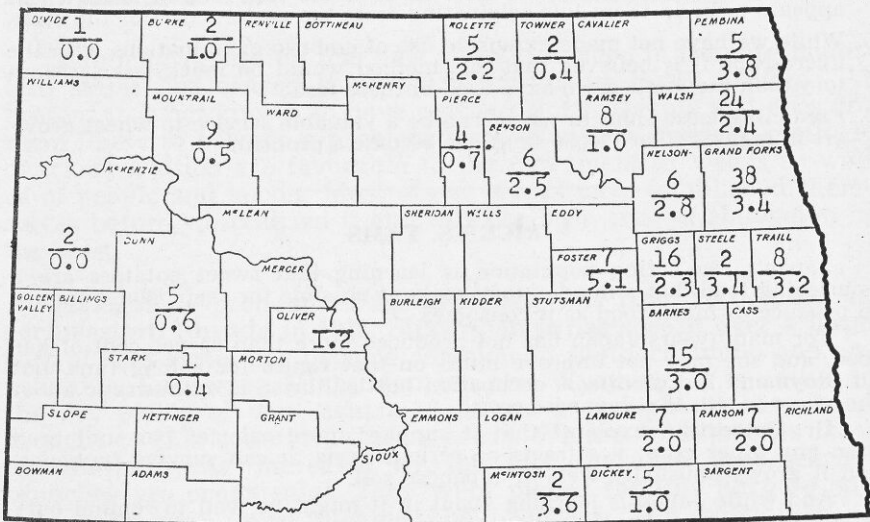 DIVIDE
1
0.0
BURKE
2
1.0
RENVILLE
BOTTINEAU
ROLETTE
5
2.2
TOWNER
2
0.4
CAVALIER
PEMBINA
5
3.8
WILLIAMS
MOUNTRAIL
9
0.5
WARD
McHENRY
PIERCE
4
0.7
BENSON
6
2.5
RAMSEY
8
1.0
WALSH
24
2.4
NELSON
6
2.8
GRAND FORKS
38
3.4
McKENZIE
2
0.0
DUNN
5
0.6
McLEAN
MERCER
OLIVER
7
1.2
SHERIDAN
WELLS
EDDY
FOSTER
7
5.1
GRIGGS
16
2.3
STEELE
2
3.4
TRAILL
8
3.2
GOLDEN
VALLEY
BILLINGS
BURLEIGH
KIDDER
STUTSMAN
BARNES
15
3.0
CASS
STARK
1
0.4
MORTON
SLOPE
HETTINGER
GRANT
SIOUX
EMMONS
LOGAN
LAMOURE
7
2.0
RANSOM
7
2.0
RICHLAND
BOWMAN
ADAMS
McINTOSH
2
3.6
DICKEY
5
1.0
SARGENT